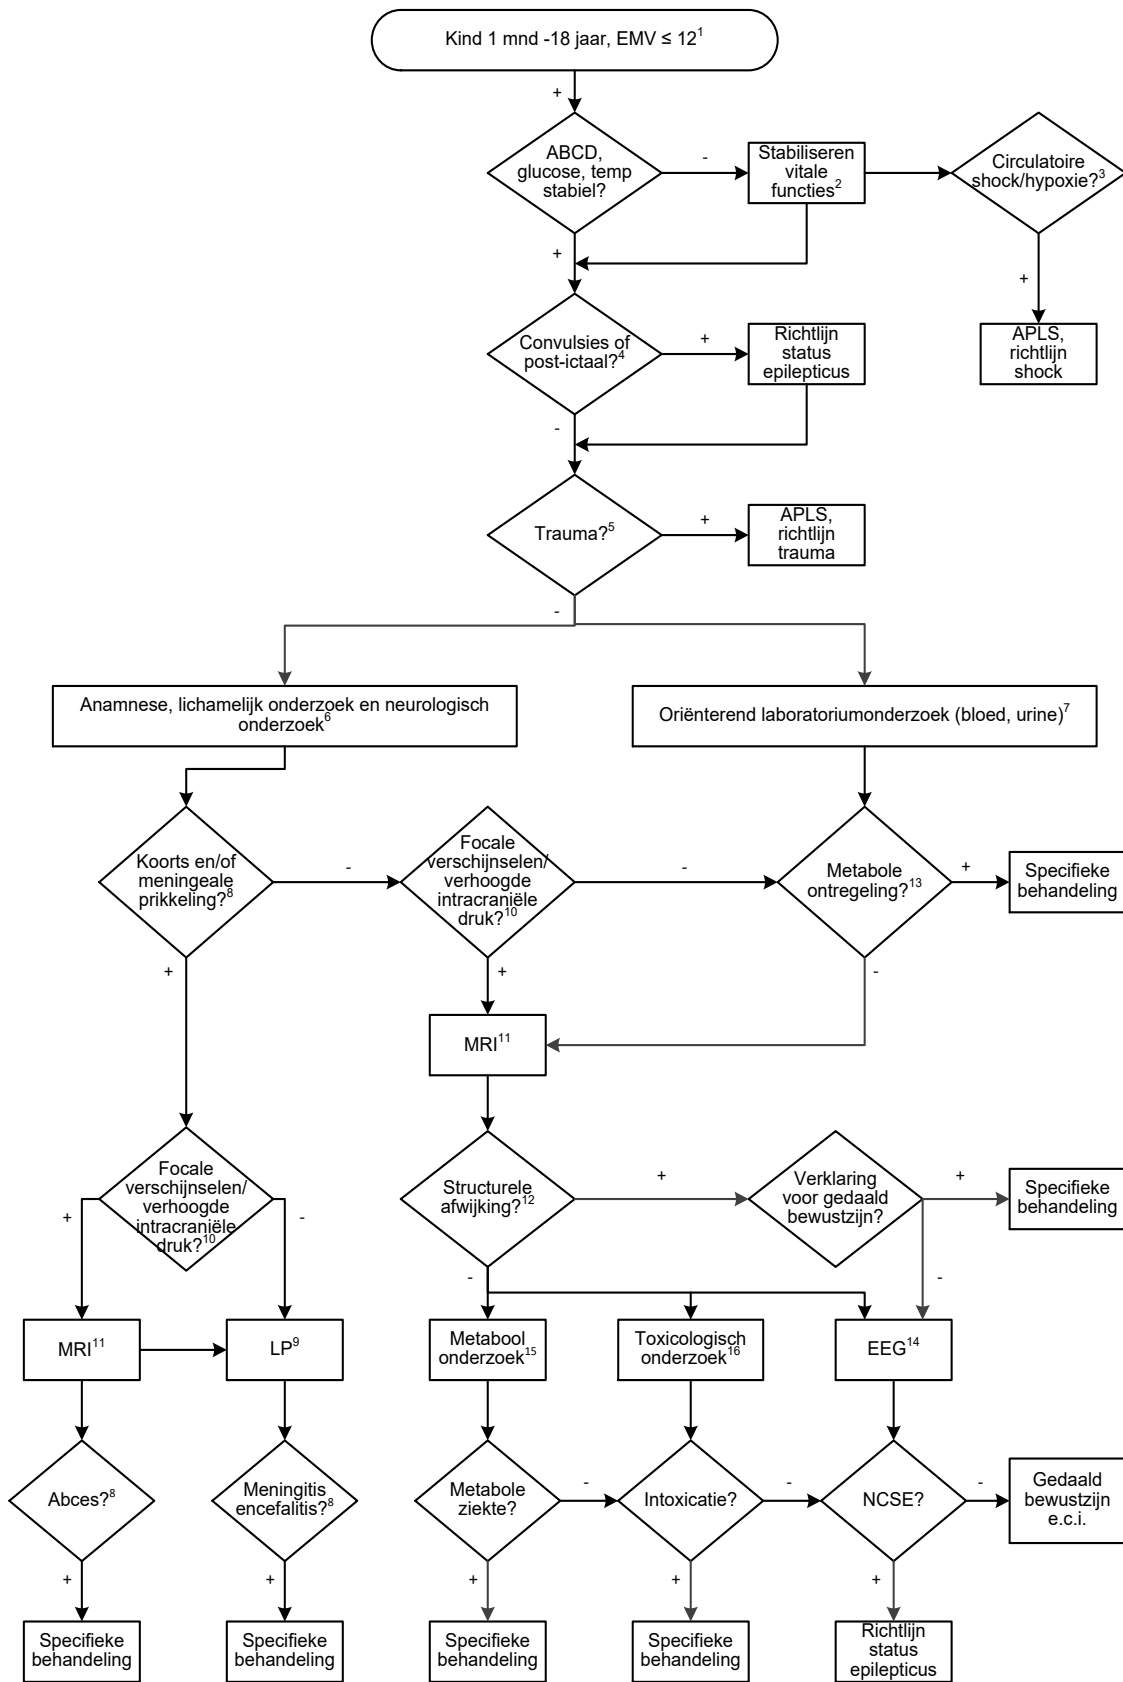 Kind 1 mnd -18 jaar, EMV ≤ 12¹
+
ABCD,
glucose, temp
stabiel?
-
Stabiliseren
vitale
functies²
Circulatoire
shock/hypoxie?³
+
+
APLS,
richtlijn
shock
Convulsies of
post-ictaal?⁴
+
Richtlijn
status
epilepticus
-
Trauma?⁵
+
APLS,
richtlijn
trauma
-
Anamnese, lichamelijk onderzoek en neurologisch
onderzoek⁶
Oriënterend laboratoriumonderzoek (bloed, urine)⁷
Koorts en/of
meningeale
prikkeling?⁸
-
Focale
verschijnselen/
verhoogde
intracraniële
druk?¹⁰
-
Metabole
ontregeling?¹³
+
Specifieke
behandeling
+
+
-
MRI¹¹
Focale
verschijnselen/
verhoogde
intracraniële
druk?¹⁰
+
-
Structurele
afwijking?¹²
+
Verklaring
voor gedaald
bewustzijn?
+
Specifieke
behandeling
-
-
MRI¹¹
LP⁹
Metabool
onderzoek¹⁵
Toxicologisch
onderzoek¹⁶
EEG¹⁴
Abces?⁸
Meningitis
encefalitis?⁸
Metabole
ziekte?
-
Intoxicatie?
-
NCSE?
-
Gedaald
bewustzijn
e.c.i.
+
+
+
+
+
Specifieke
behandeling
Specifieke
behandeling
Specifieke
behandeling
Specifieke
behandeling
Richtlijn
status
epilepticus